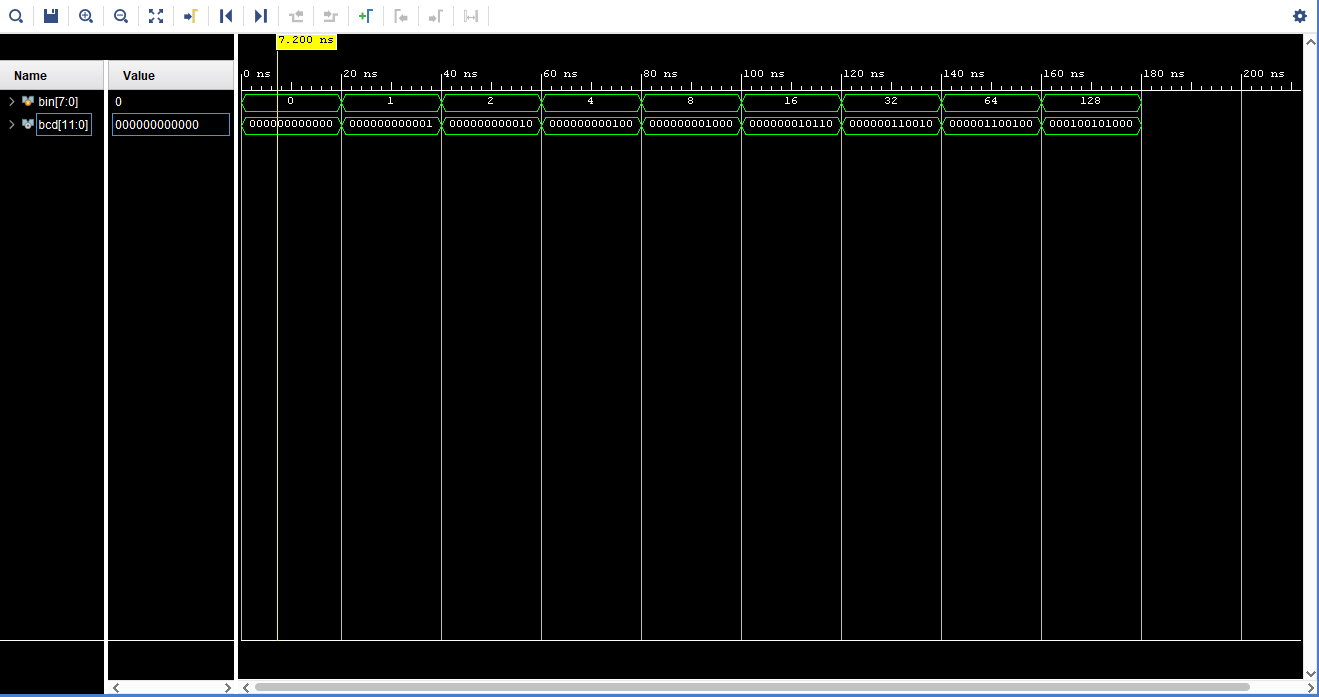 7.200 ns
Name Value 0 ns 20 ns 40 ns 60 ns 80 ns 100 ns 120 ns 140 ns 160 ns 180 ns 200 ns
bin[7:0] 0 0 1 2 4 8 16 32 64 128
bcd[11:0] 000000000000 000000000000 000000000001 000000000010 000000000100 000000001000 000000010110 000000110010 000001100100 000100101000